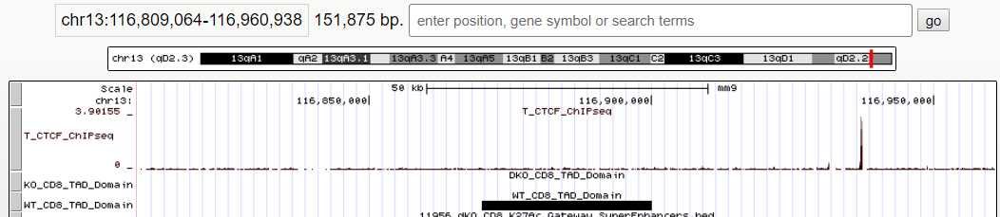 chr13:116,809,064-116,960,938 151,875 bp. enter position, gene symbol or search terms go
chr13 (qD2.3) 13qA1 qA2 13qA3.1 13qA3.3 A4 13qA5 13qB1 B2 13qB3 13qC1 C2 13qC3 13qD1 qD2.2
Scale 50 kb mm9
chr13: 116,850,000 116,900,000 116,950,000
3.90155 _ T_CTCF_ChIPseq
T_CTCF_ChIPseq
0 _
DKO_CD8_TAD_Domain
KO_CD8_TAD_Domain
WT_CD8_TAD_Domain
WT_CD8_TAD_Domain
11956_dKO_CD8_K27Ac_Gateway_SuperEnhancers.bed